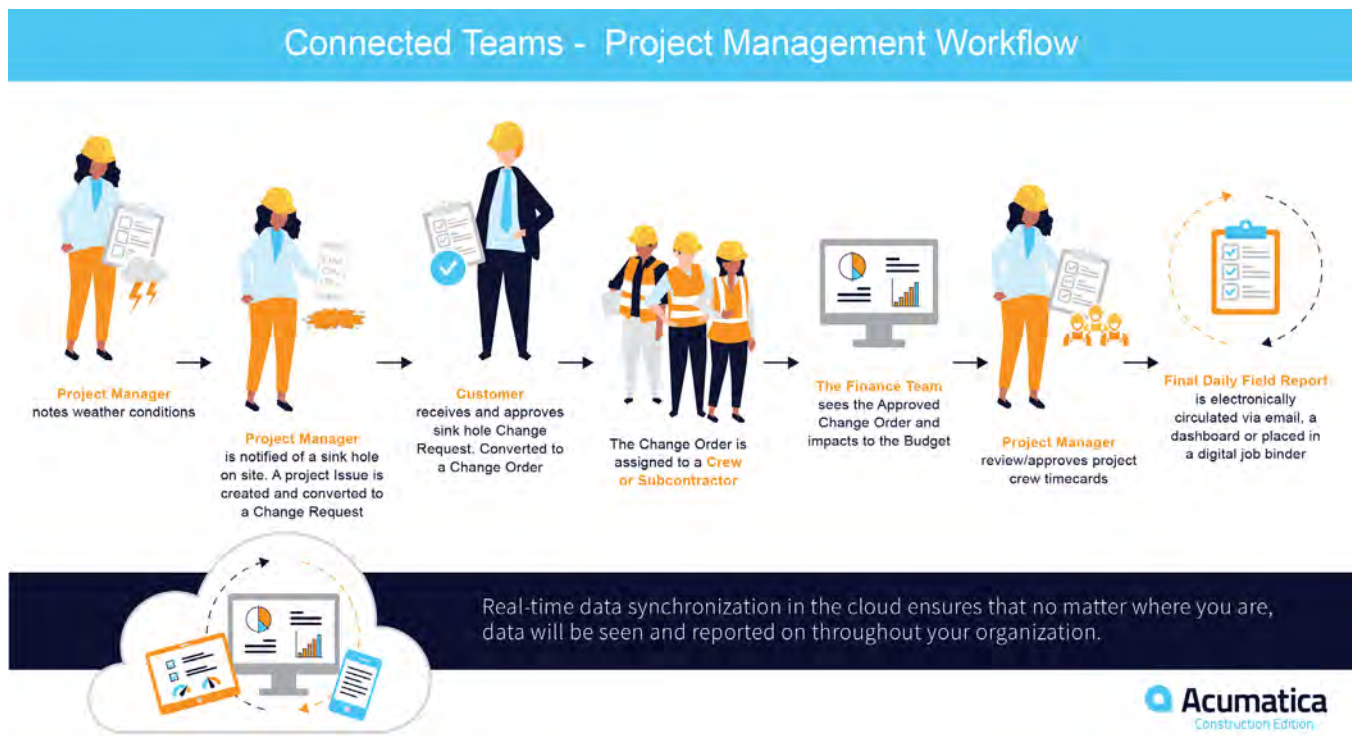 Connected Teams - Project Management Workflow
Project Manager
notes weather conditions
Project Manager
is notified of a sink hole
on site. A project Issue is
created and converted to
a Change Request
Customer
receives and approves
sink hole Change
Request. Converted to
a Change Order
The Change Order is
assigned to a Crew
or Subcontractor
The Finance Team
sees the Approved
Change Order and
impacts to the Budget
Project Manager
review/approves project
crew timecards
Final Daily Field Report
is electronically
circulated via email, a
dashboard or placed in
a digital job binder
Real-time data synchronization in the cloud ensures that no matter where you are,
data will be seen and reported on throughout your organization.
Acumatica
Construction Edition